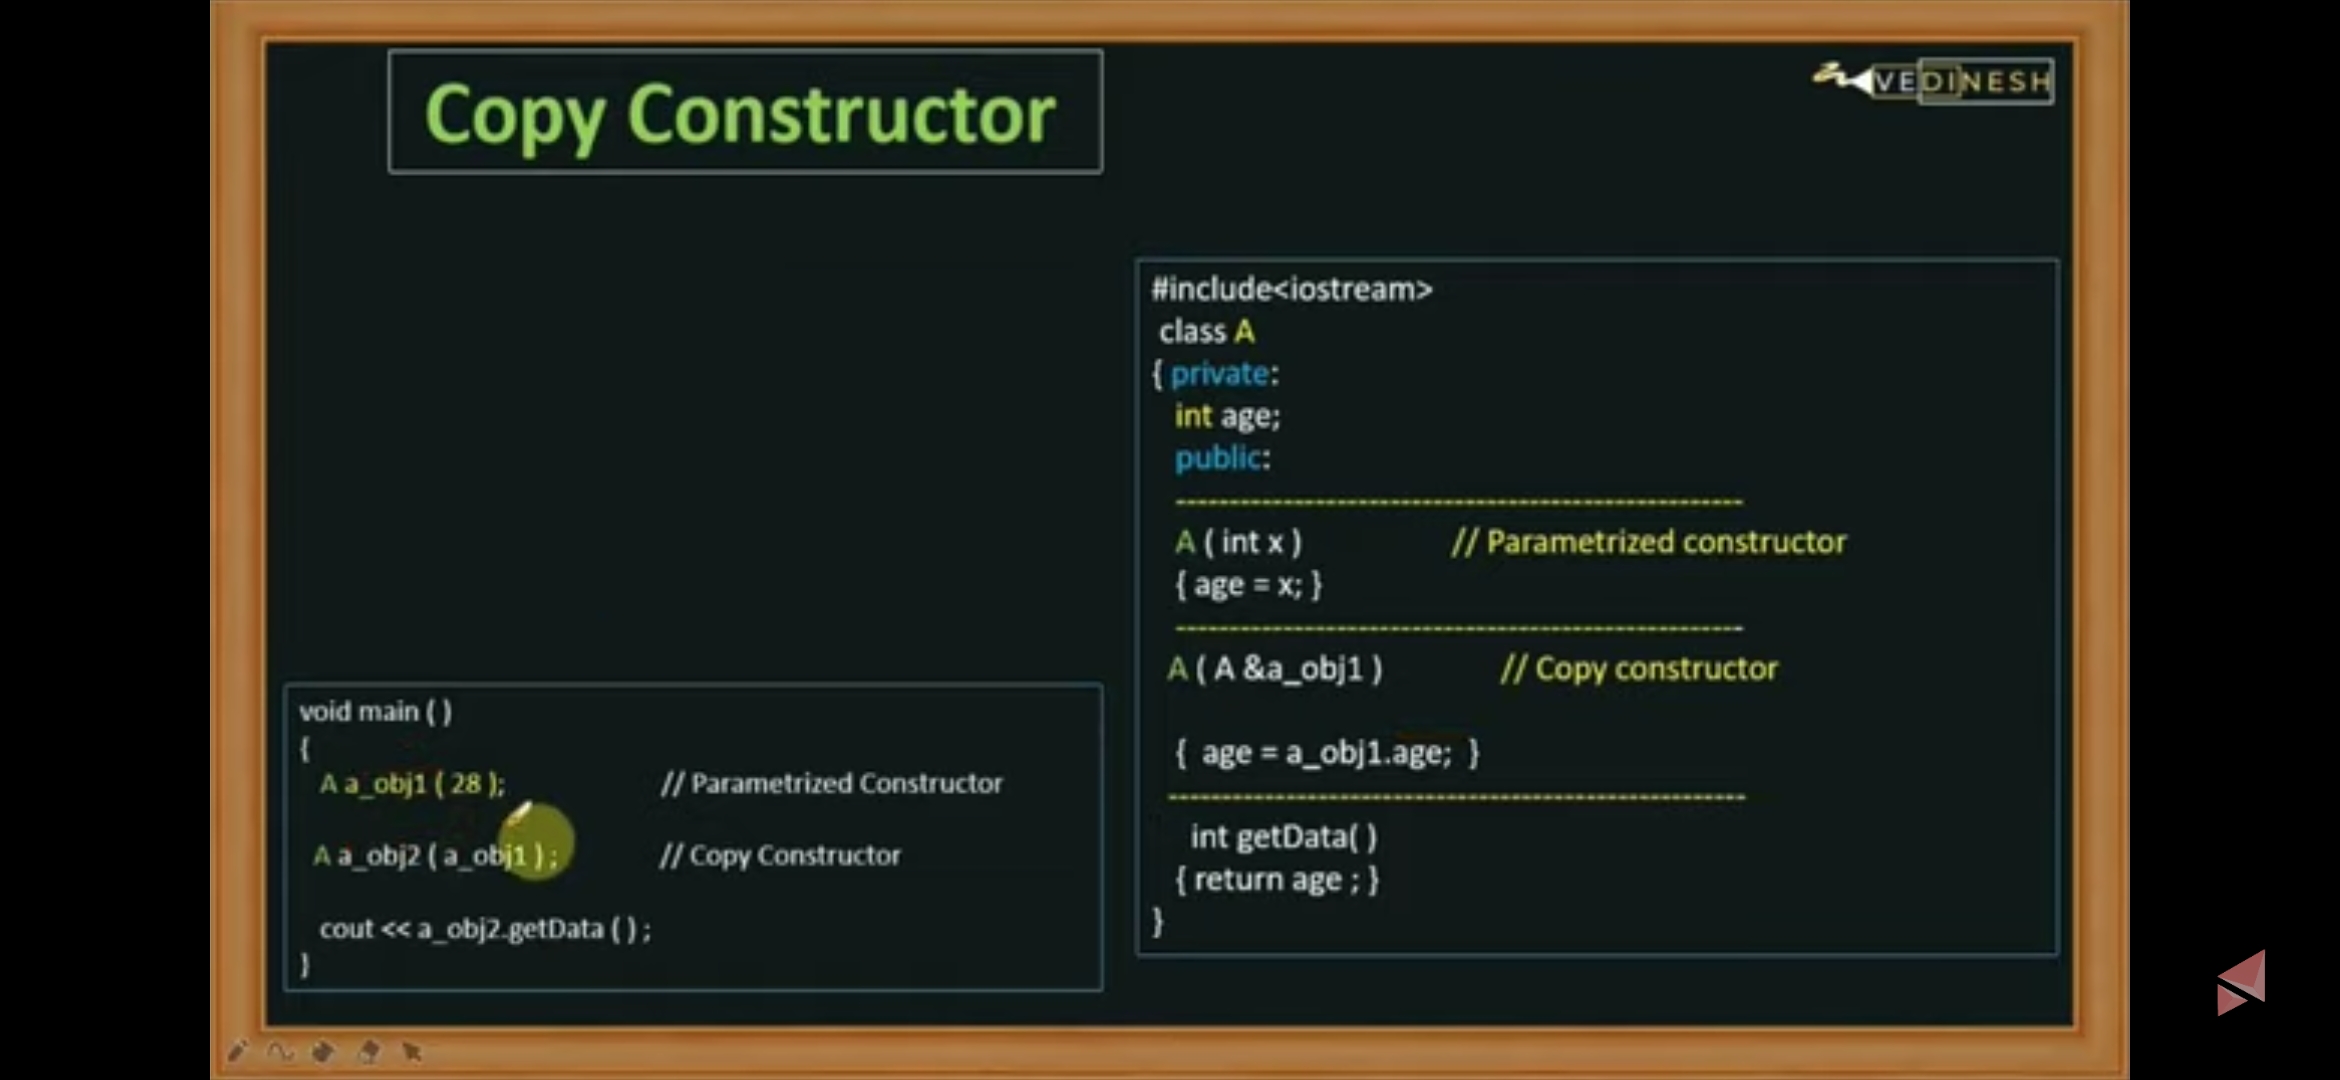 Copy Constructor
VEDINESH
#include<iostream>
class A
{ private:
int age;
public:
------------------------------------------------------
A ( int x ) // Parametrized constructor
{ age = x; }
------------------------------------------------------
A ( A &a_obj1 ) // Copy constructor
{ age = a_obj1.age; }
------------------------------------------------------
int getData( )
{ return age ; }
}
void main ( )
{
A a_obj1 ( 28 ); // Parametrized Constructor
A a_obj2 ( a_obj1 ) ; // Copy Constructor
cout << a_obj2.getData ( ) ;
}